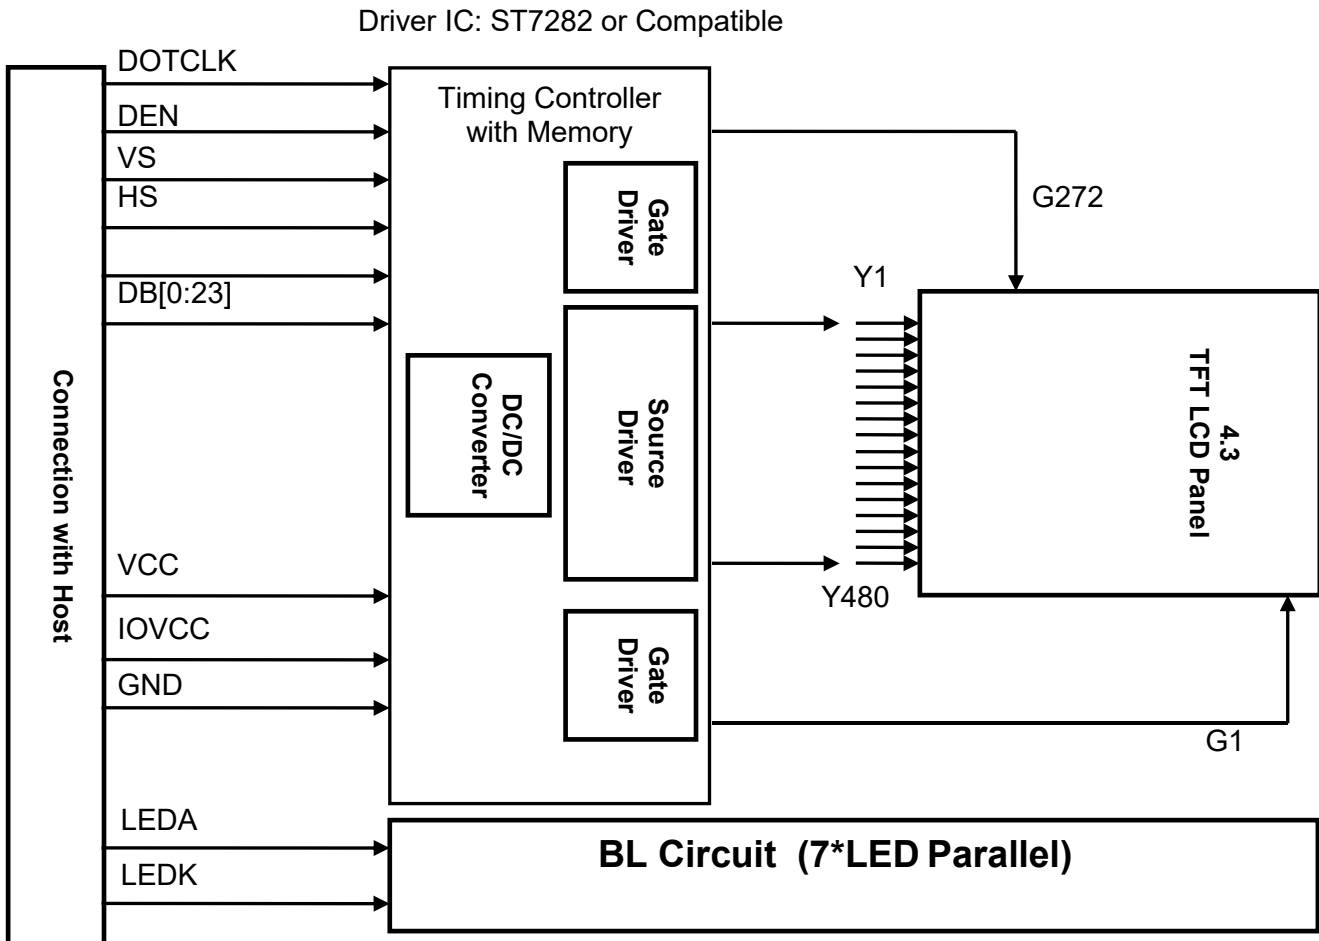 Driver IC: ST7282 or Compatible
DOTCLK
DEN
VS
HS
DB[0:23]
VCC
IOVCC
GND
LEDA
LEDK
Connection with Host
Timing Controller
with Memory
Gate
Driver
DC/DC
Converter
Source
Driver
Gate
Driver
G272
Y1
Y480
4.3
TFT LCD Panel
G1
BL Circuit (7*LED Parallel)